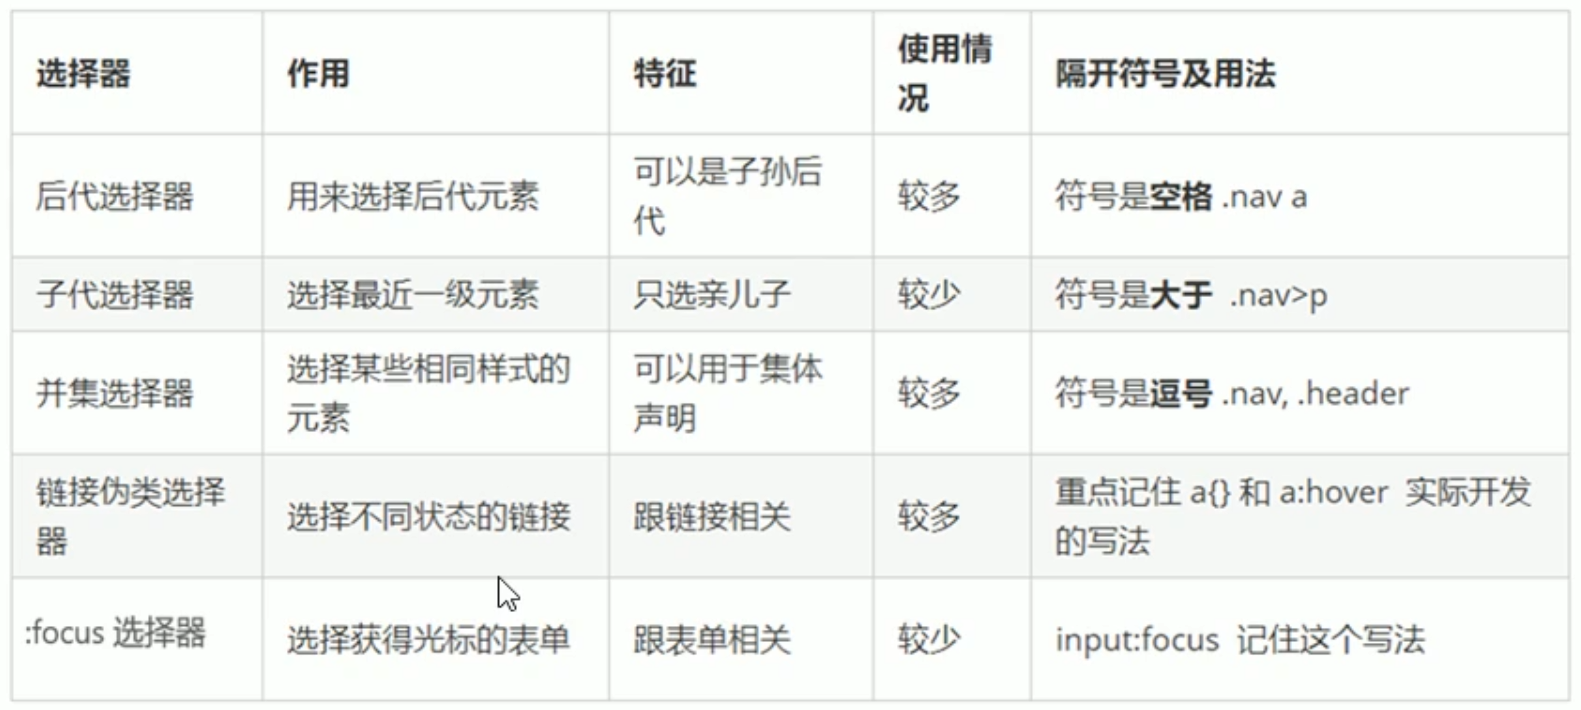 选择器
作用
特征
使用情
况
隔开符号及用法
后代选择器
用来选择后代元素
可以是子孙后
代
较多
符号是空格 .nav a
子代选择器
选择最近一级元素
只选亲儿子
较少
符号是大于 .nav>p
并集选择器
选择某些相同样式的
元素
可以用于集体
声明
较多
符号是逗号 .nav, .header
链接伪类选择
器
选择不同状态的链接
跟链接相关
较多
重点记住 a{} 和 a:hover 实际开发
的写法
:focus 选择器
选择获得光标的表单
跟表单相关
较少
input:focus 记住这个写法